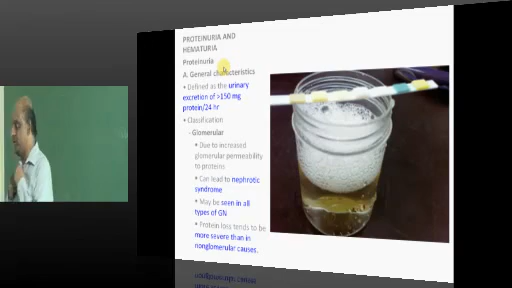 PROTEINURIA AND
HEMATURIA
Proteinuria
A. General characteristics
• Defined as the urinary
excretion of >150 mg
protein/24 hr
• Classification
- Glomerular
• Due to increased
glomerular permeability
to proteins
• Can lead to nephrotic
syndrome
• May be seen in all
types of GN
• Protein loss tends to be
more severe than in
nonglomerular causes.